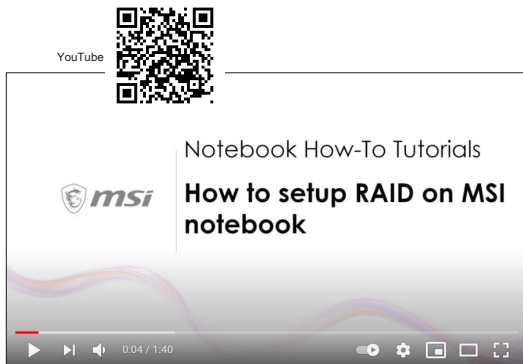 YouTube
Notebook How-To Tutorials
msi
How to setup RAID on MSI
notebook
0:04 / 1:40